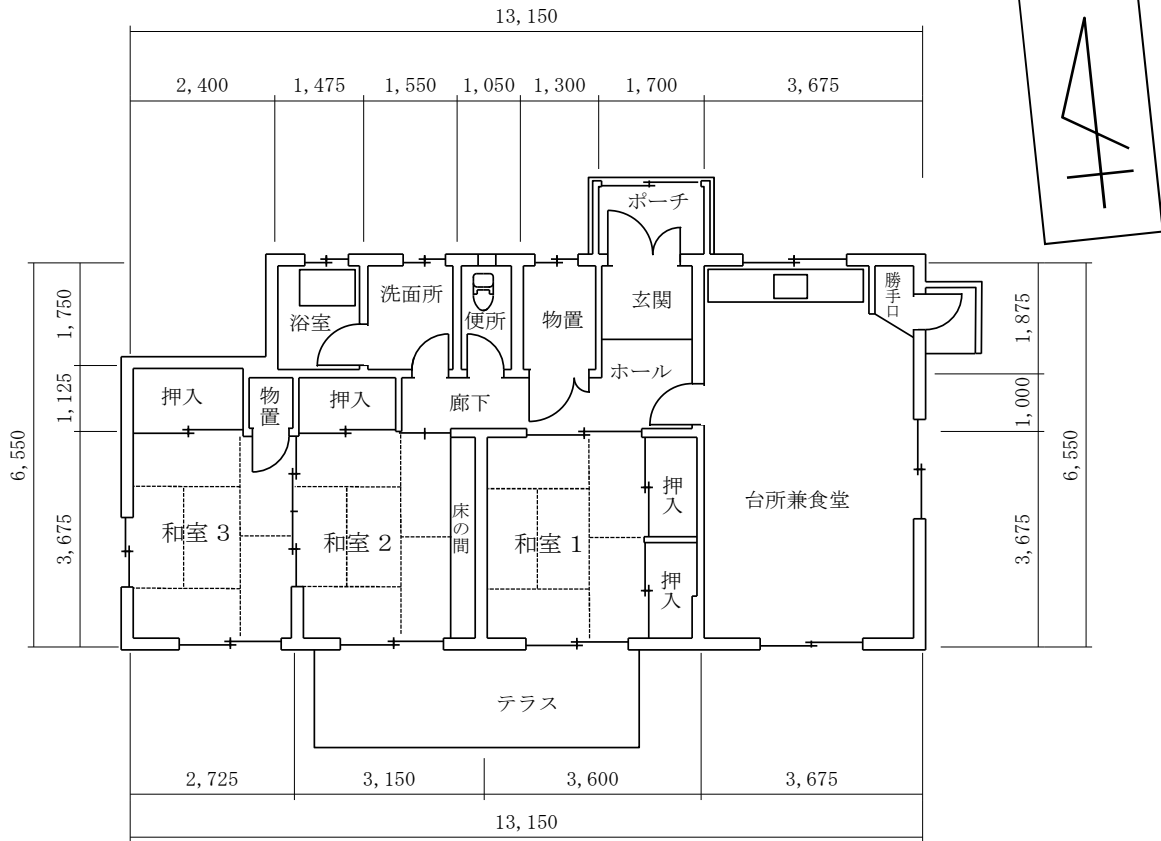 13,150
2,400
1,475
1,550
1,050
1,300
1,700
3,675
ポーチ
洗面所
浴室
便所
物置
玄関
勝手口
1,750
1,875
押入
物置
押入
廊下
ホール
1,125
1,000
6,550
6,550
和室3
和室2
床の間
和室1
押入
押入
台所兼食堂
3,675
3,675
テラス
2,725
3,150
3,600
3,675
13,150